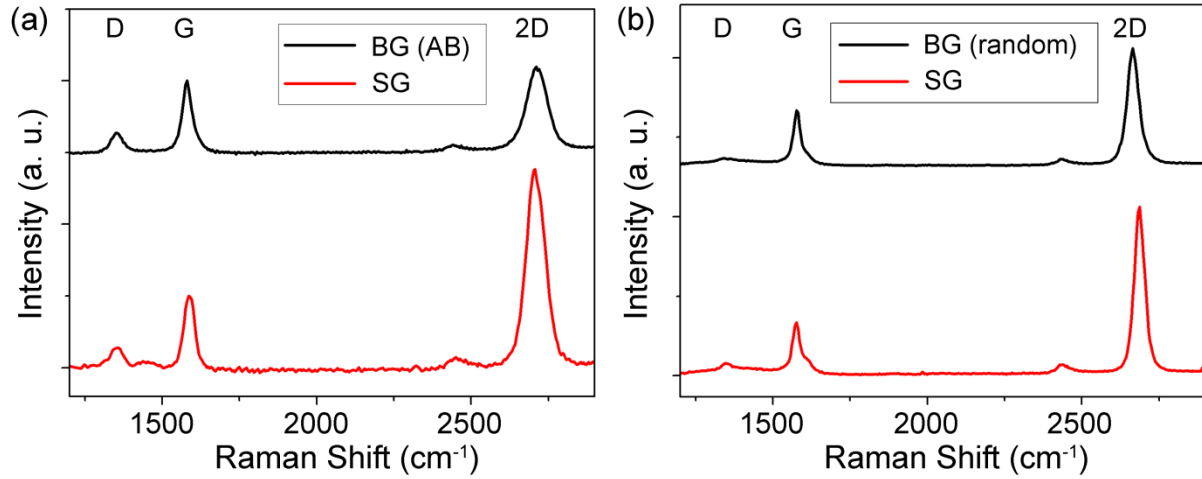 (a)
D G 2D
BG (AB)
SG
Intensity (a. u.)
1500 2000 2500
Raman Shift (cm⁻¹)
(b)
D G 2D
BG (random)
SG
Intensity (a. u.)
1500 2000 2500
Raman Shift (cm⁻¹)